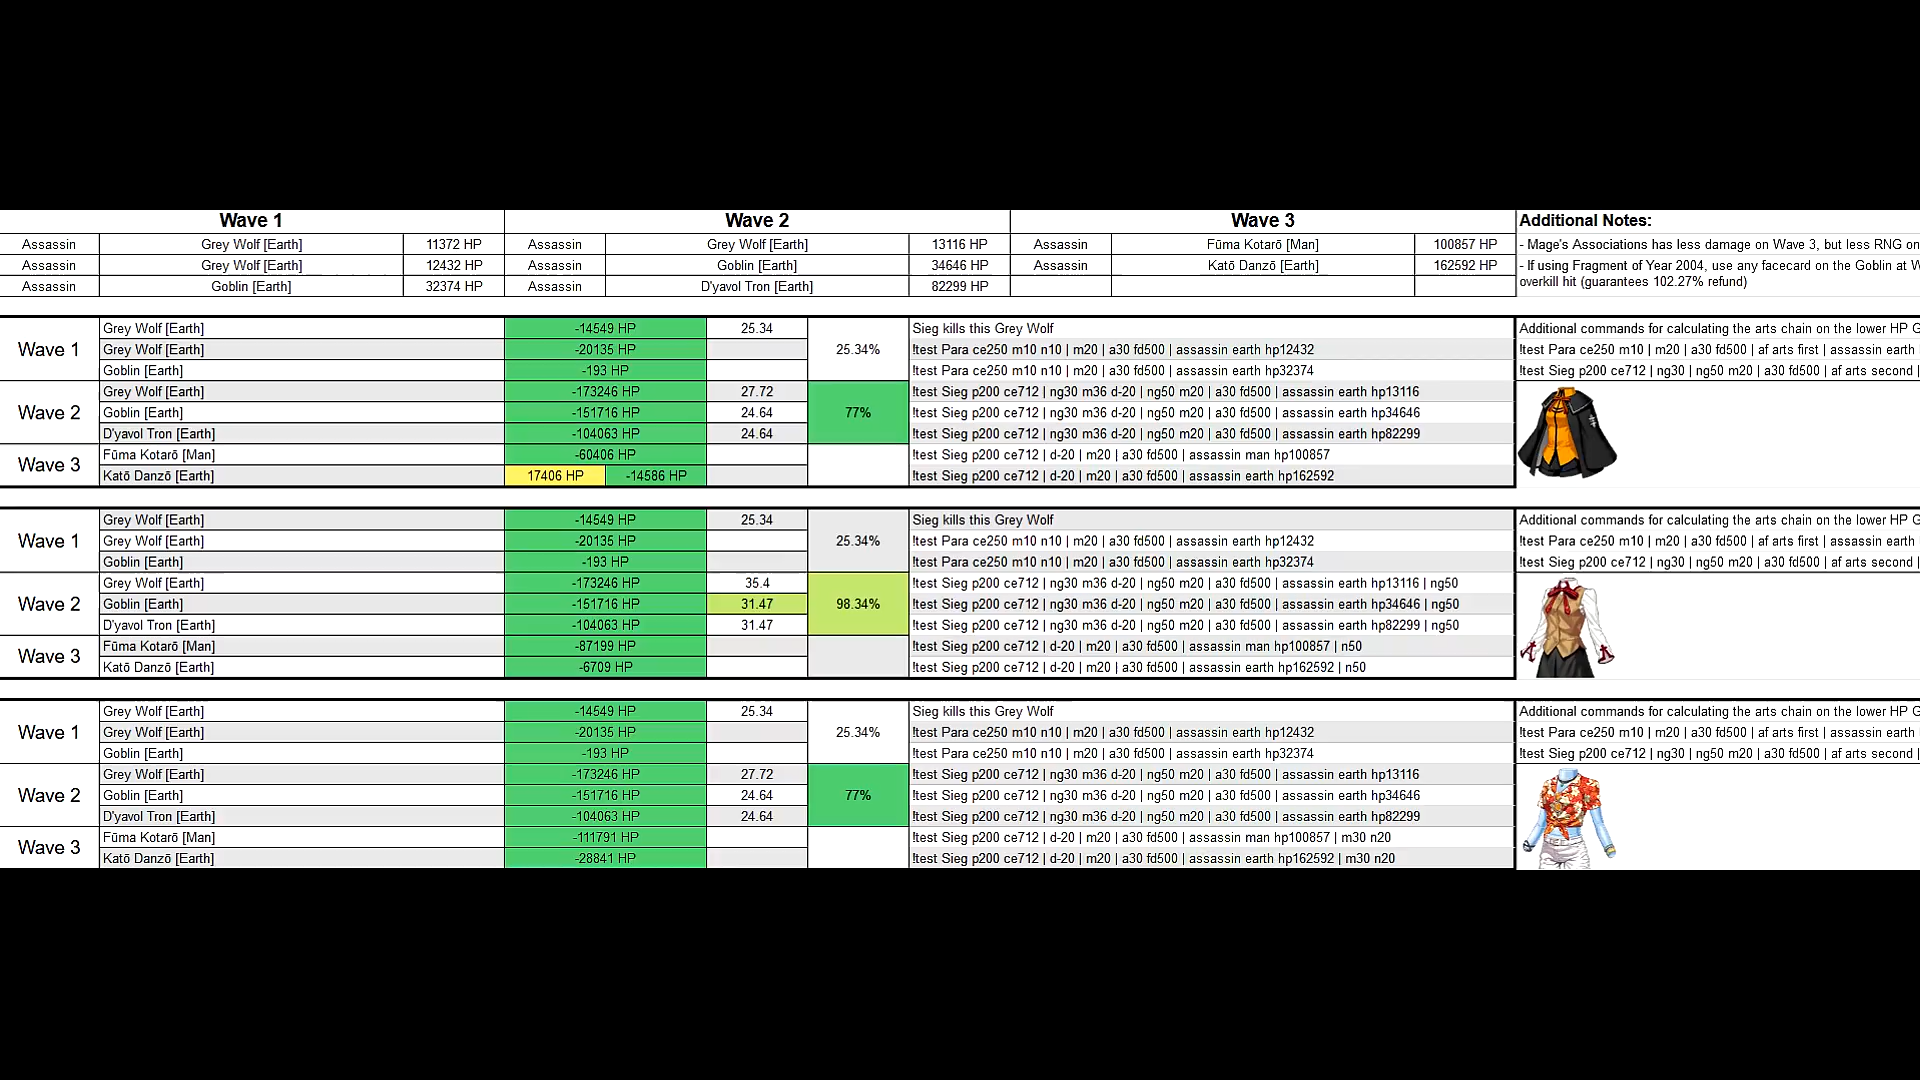 Wave 1 Wave 2 Wave 3 Additional Notes:
Assassin Grey Wolf [Earth] 11372 HP Assassin Grey Wolf [Earth] 13116 HP Assassin Fūma Kotarō [Man] 100857 HP - Mage's Associations has less damage on Wave 3, but less RNG on
Assassin Grey Wolf [Earth] 12432 HP Assassin Goblin [Earth] 34646 HP Assassin Katō Danzō [Earth] 162592 HP - If using Fragment of Year 2004, use any facecard on the Goblin at W
Assassin Goblin [Earth] 32374 HP Assassin D'yavol Tron [Earth] 82299 HP overkill hit (guarantees 102.27% refund)
Grey Wolf [Earth] -14549 HP 25.34 Sieg kills this Grey Wolf Additional commands for calculating the arts chain on the lower HP G
Wave 1 Grey Wolf [Earth] -20135 HP 25.34% !test Para ce250 m10 n10 | m20 | a30 fd500 | assassin earth hp12432 !test Para ce250 m10 | m20 | a30 fd500 | af arts first | assassin earth
Goblin [Earth] -193 HP !test Para ce250 m10 n10 | m20 | a30 fd500 | assassin earth hp32374 !test Sieg p200 ce712 | ng30 | ng50 m20 | a30 fd500 | af arts second |
Grey Wolf [Earth] -173246 HP 27.72 !test Sieg p200 ce712 | ng30 m36 d-20 | ng50 m20 | a30 fd500 | assassin earth hp13116
Wave 2 Goblin [Earth] -151716 HP 24.64 77% !test Sieg p200 ce712 | ng30 m36 d-20 | ng50 m20 | a30 fd500 | assassin earth hp34646
D'yavol Tron [Earth] -104063 HP 24.64 !test Sieg p200 ce712 | ng30 m36 d-20 | ng50 m20 | a30 fd500 | assassin earth hp82299
Wave 3 Fūma Kotarō [Man] -60406 HP !test Sieg p200 ce712 | d-20 | m20 | a30 fd500 | assassin man hp100857
Katō Danzō [Earth] 17406 HP -14586 HP !test Sieg p200 ce712 | d-20 | m20 | a30 fd500 | assassin earth hp162592
Grey Wolf [Earth] -14549 HP 25.34 Sieg kills this Grey Wolf Additional commands for calculating the arts chain on the lower HP G
Wave 1 Grey Wolf [Earth] -20135 HP 25.34% !test Para ce250 m10 n10 | m20 | a30 fd500 | assassin earth hp12432 !test Para ce250 m10 | m20 | a30 fd500 | af arts first | assassin earth
Goblin [Earth] -193 HP !test Para ce250 m10 n10 | m20 | a30 fd500 | assassin earth hp32374 !test Sieg p200 ce712 | ng30 | ng50 m20 | a30 fd500 | af arts second |
Grey Wolf [Earth] -173246 HP 35.4 !test Sieg p200 ce712 | ng30 m36 d-20 | ng50 m20 | a30 fd500 | assassin earth hp13116 | ng50
Wave 2 Goblin [Earth] -151716 HP 31.47 98.34% !test Sieg p200 ce712 | ng30 m36 d-20 | ng50 m20 | a30 fd500 | assassin earth hp34646 | ng50
D'yavol Tron [Earth] -104063 HP 31.47 !test Sieg p200 ce712 | ng30 m36 d-20 | ng50 m20 | a30 fd500 | assassin earth hp82299 | ng50
Wave 3 Fūma Kotarō [Man] -87199 HP !test Sieg p200 ce712 | d-20 | m20 | a30 fd500 | assassin man hp100857 | n50
Katō Danzō [Earth] -6709 HP !test Sieg p200 ce712 | d-20 | m20 | a30 fd500 | assassin earth hp162592 | n50
Grey Wolf [Earth] -14549 HP 25.34 Sieg kills this Grey Wolf Additional commands for calculating the arts chain on the lower HP G
Wave 1 Grey Wolf [Earth] -20135 HP 25.34% !test Para ce250 m10 n10 | m20 | a30 fd500 | assassin earth hp12432 !test Para ce250 m10 | m20 | a30 fd500 | af arts first | assassin earth
Goblin [Earth] -193 HP !test Para ce250 m10 n10 | m20 | a30 fd500 | assassin earth hp32374 !test Sieg p200 ce712 | ng30 | ng50 m20 | a30 fd500 | af arts second |
Grey Wolf [Earth] -173246 HP 27.72 !test Sieg p200 ce712 | ng30 m36 d-20 | ng50 m20 | a30 fd500 | assassin earth hp13116
Wave 2 Goblin [Earth] -151716 HP 24.64 77% !test Sieg p200 ce712 | ng30 m36 d-20 | ng50 m20 | a30 fd500 | assassin earth hp34646
D'yavol Tron [Earth] -104063 HP 24.64 !test Sieg p200 ce712 | ng30 m36 d-20 | ng50 m20 | a30 fd500 | assassin earth hp82299
Wave 3 Fūma Kotarō [Man] -111791 HP !test Sieg p200 ce712 | d-20 | m20 | a30 fd500 | assassin man hp100857 | m30 n20
Katō Danzō [Earth] -28841 HP !test Sieg p200 ce712 | d-20 | m20 | a30 fd500 | assassin earth hp162592 | m30 n20